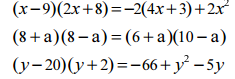 (x−9)(2x+8)=−2(4x+3)+2x²
(8+a)(8−a)=(6+a)(10−a)
(y−20)(y+2)=−66+y²−5y